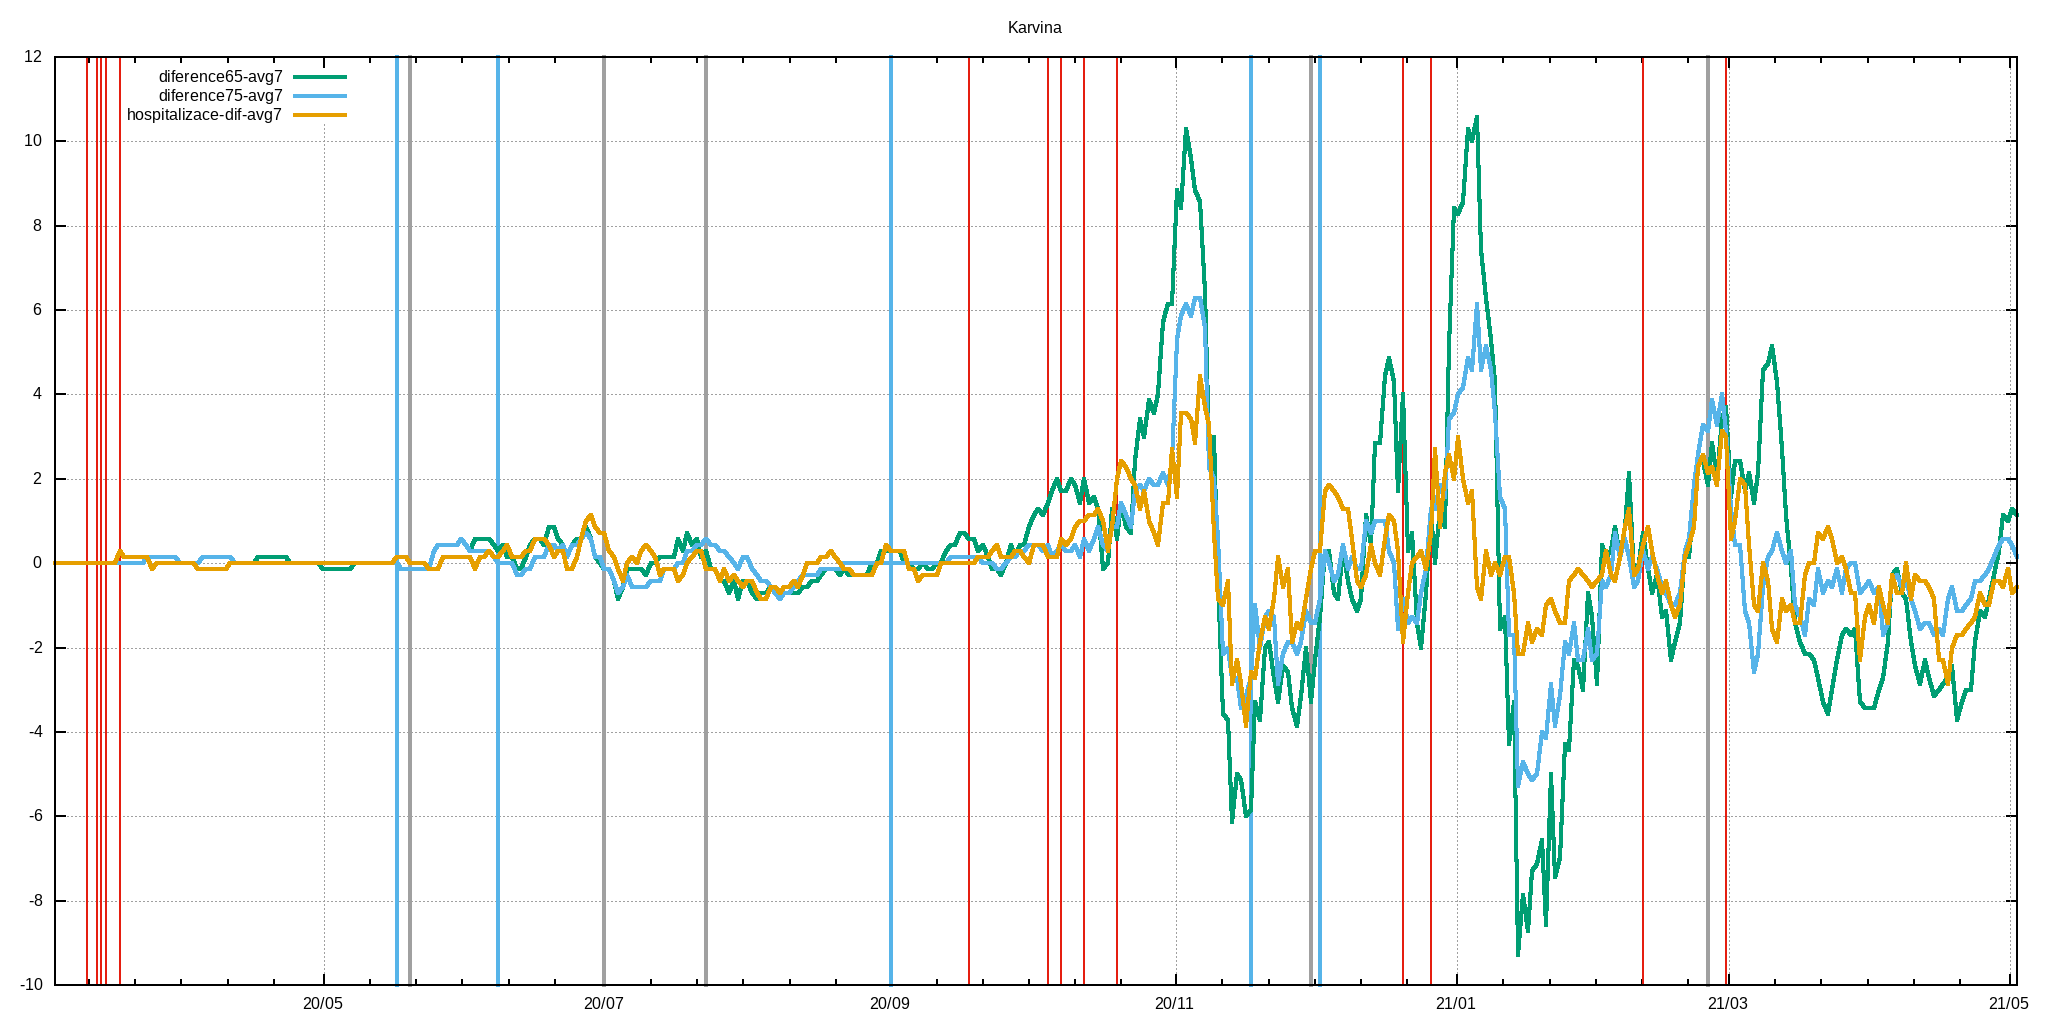 Karvina
12
diference65-avg7
diference75-avg7
hospitalizace-dif-avg7
10
8
6
4
2
0
-2
-4
-6
-8
-10
20/05 20/07 20/09 20/11 21/01 21/03 21/05